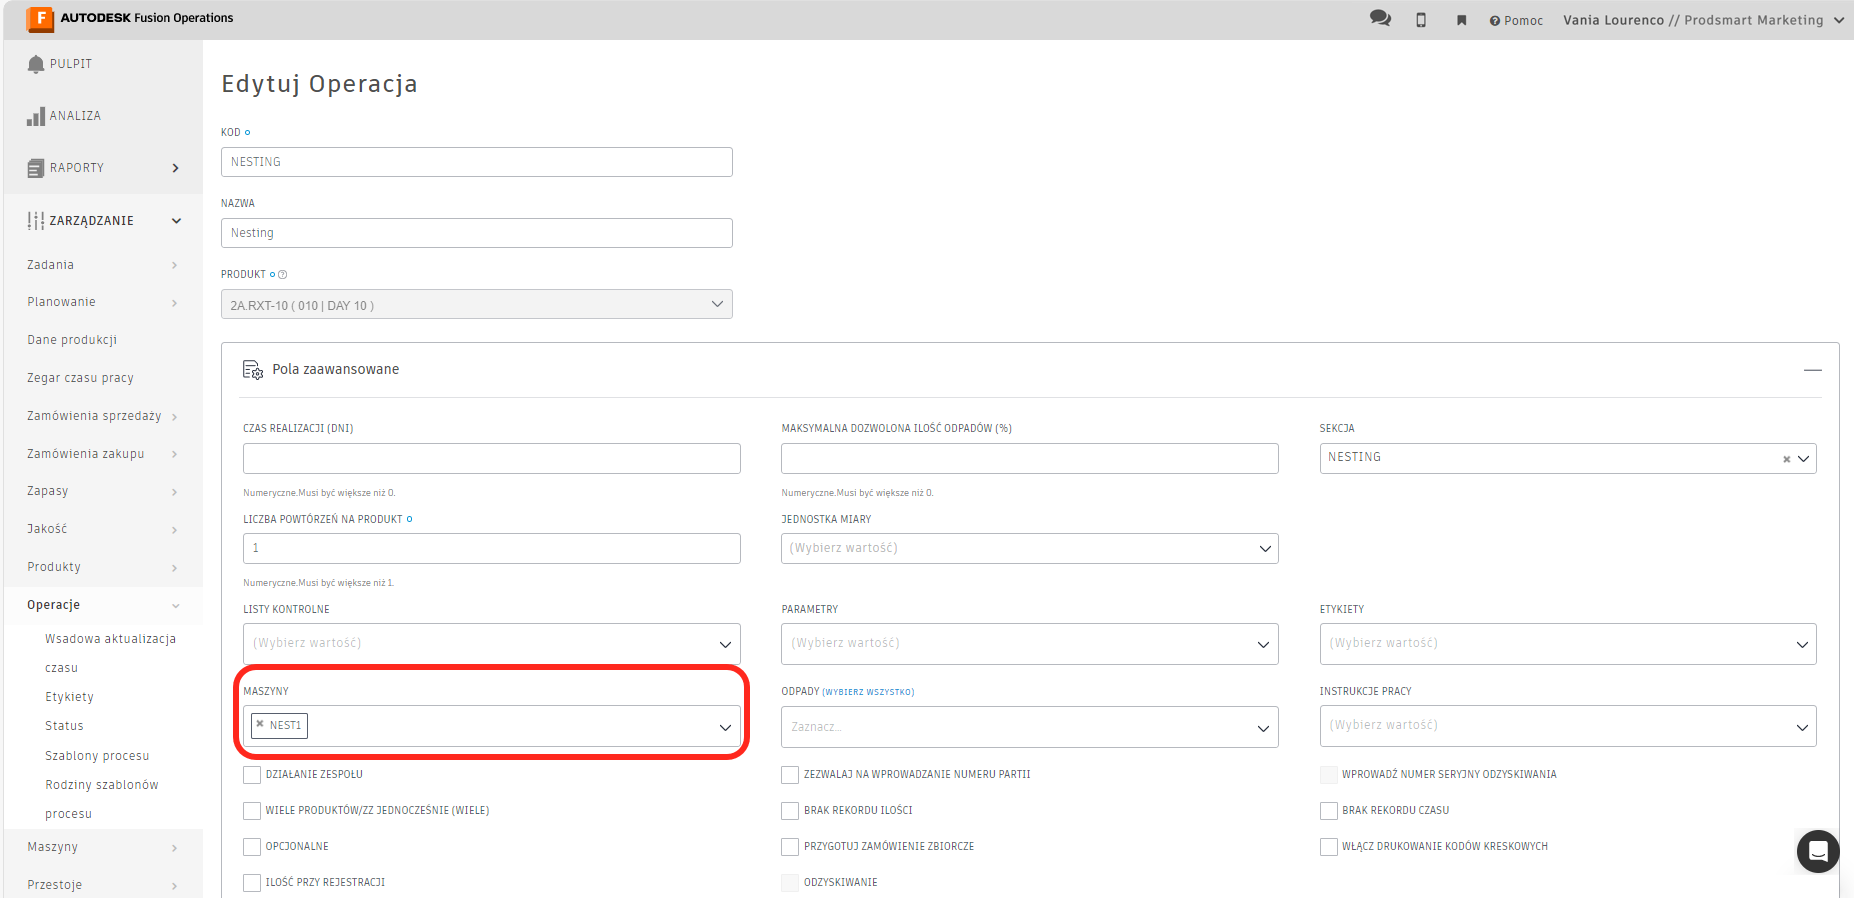 AUTODESK Fusion Operations
Pomoc
Vania Lourenco // Prodsmart Marketing
PULPIT
ANALIZA
RAPORTY
ZARZĄDZANIE
Zadania
Planowanie
Dane produkcji
Zegar czasu pracy
Zamówienia sprzedaży
Zamówienia zakupu
Zapasy
Jakość
Produkty
Operacje
Wsadowa aktualizacja
czasu
Etykiety
Status
Szablony procesu
Rodziny szablonów
procesu
Maszyny
Przestoje
Edytuj Operacja
KOD
NESTING
NAZWA
Nesting
PRODUKT
2A.RXT-10 ( 010 | DAY 10 )
Pola zaawansowane
CZAS REALIZACJI (DNI)
MAKSYMALNA DOZWOLONA ILOŚĆ ODPADÓW (%)
SEKCJA
NESTING
Numeryczne.Musi być większe niż 0.
Numeryczne.Musi być większe niż 0.
LICZBA POWTÓRZEŃ NA PRODUKT
JEDNOSTKA MIARY
1
(Wybierz wartość)
Numeryczne.Musi być większe niż 1.
LISTY KONTROLNE
PARAMETRY
ETYKIETY
(Wybierz wartość)
(Wybierz wartość)
(Wybierz wartość)
MASZYNY
ODPADY (WYBIERZ WSZYSTKO)
INSTRUKCJE PRACY
NEST1
Zaznacz...
(Wybierz wartość)
DZIAŁANIE ZESPOŁU
ZEZWALAJ NA WPROWADZANIE NUMERU PARTII
WPROWADŹ NUMER SERYJNY ODZYSKIWANIA
WIELE PRODUKTÓW/ZZ JEDNOCZEŚNIE (WIELE)
BRAK REKORDU ILOŚCI
BRAK REKORDU CZASU
OPCJONALNE
PRZYGOTUJ ZAMÓWIENIE ZBIORCZE
WŁĄCZ DRUKOWANIE KODÓW KRESKOWYCH
ILOŚĆ PRZY REJESTRACJI
ODZYSKIWANIE